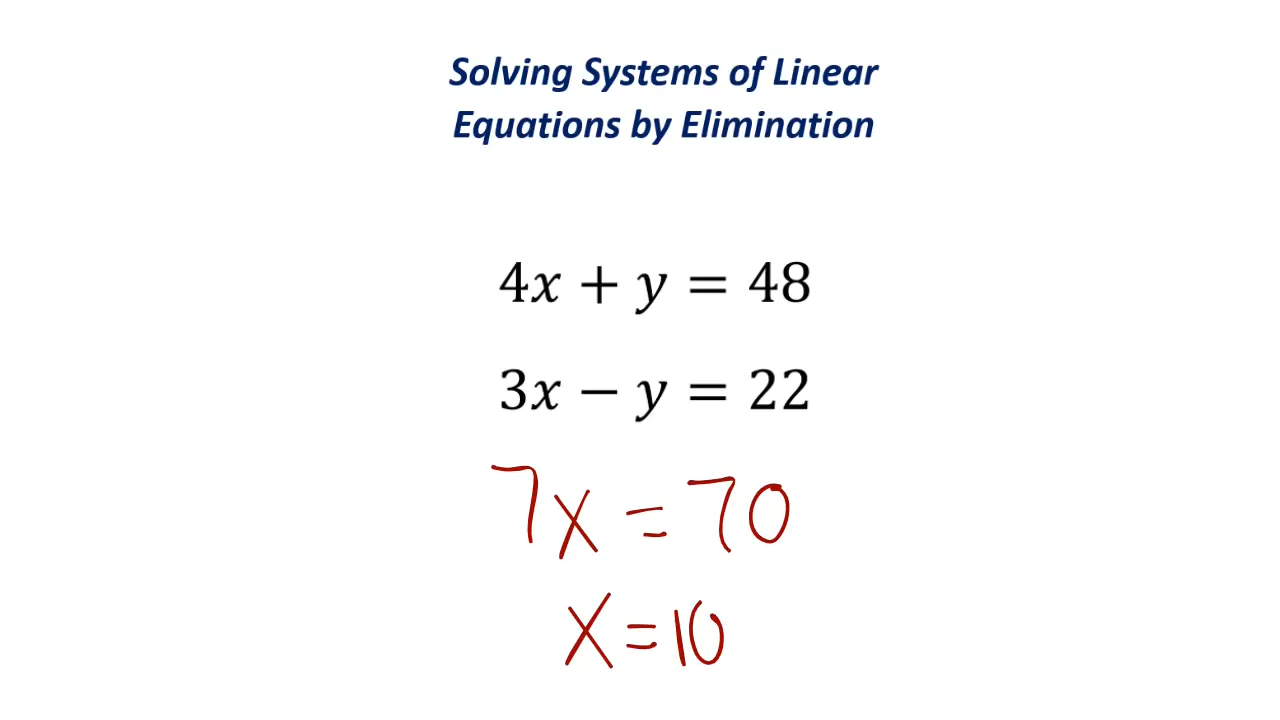 Solving Systems of Linear
Equations by Elimination
4x + y = 48
3x − y = 22
7x = 70
x = 10